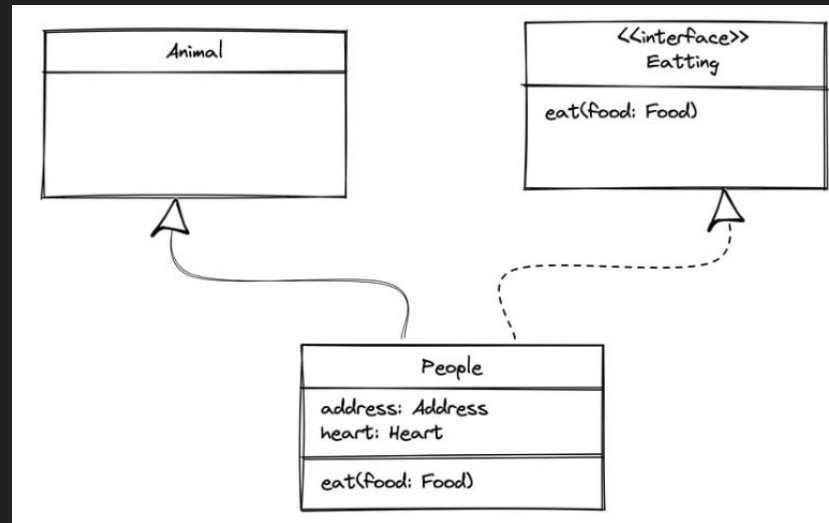 Animal
<<interface>>
Eatting
eat(food: Food)
People
address: Address
heart: Heart
eat(food: Food)